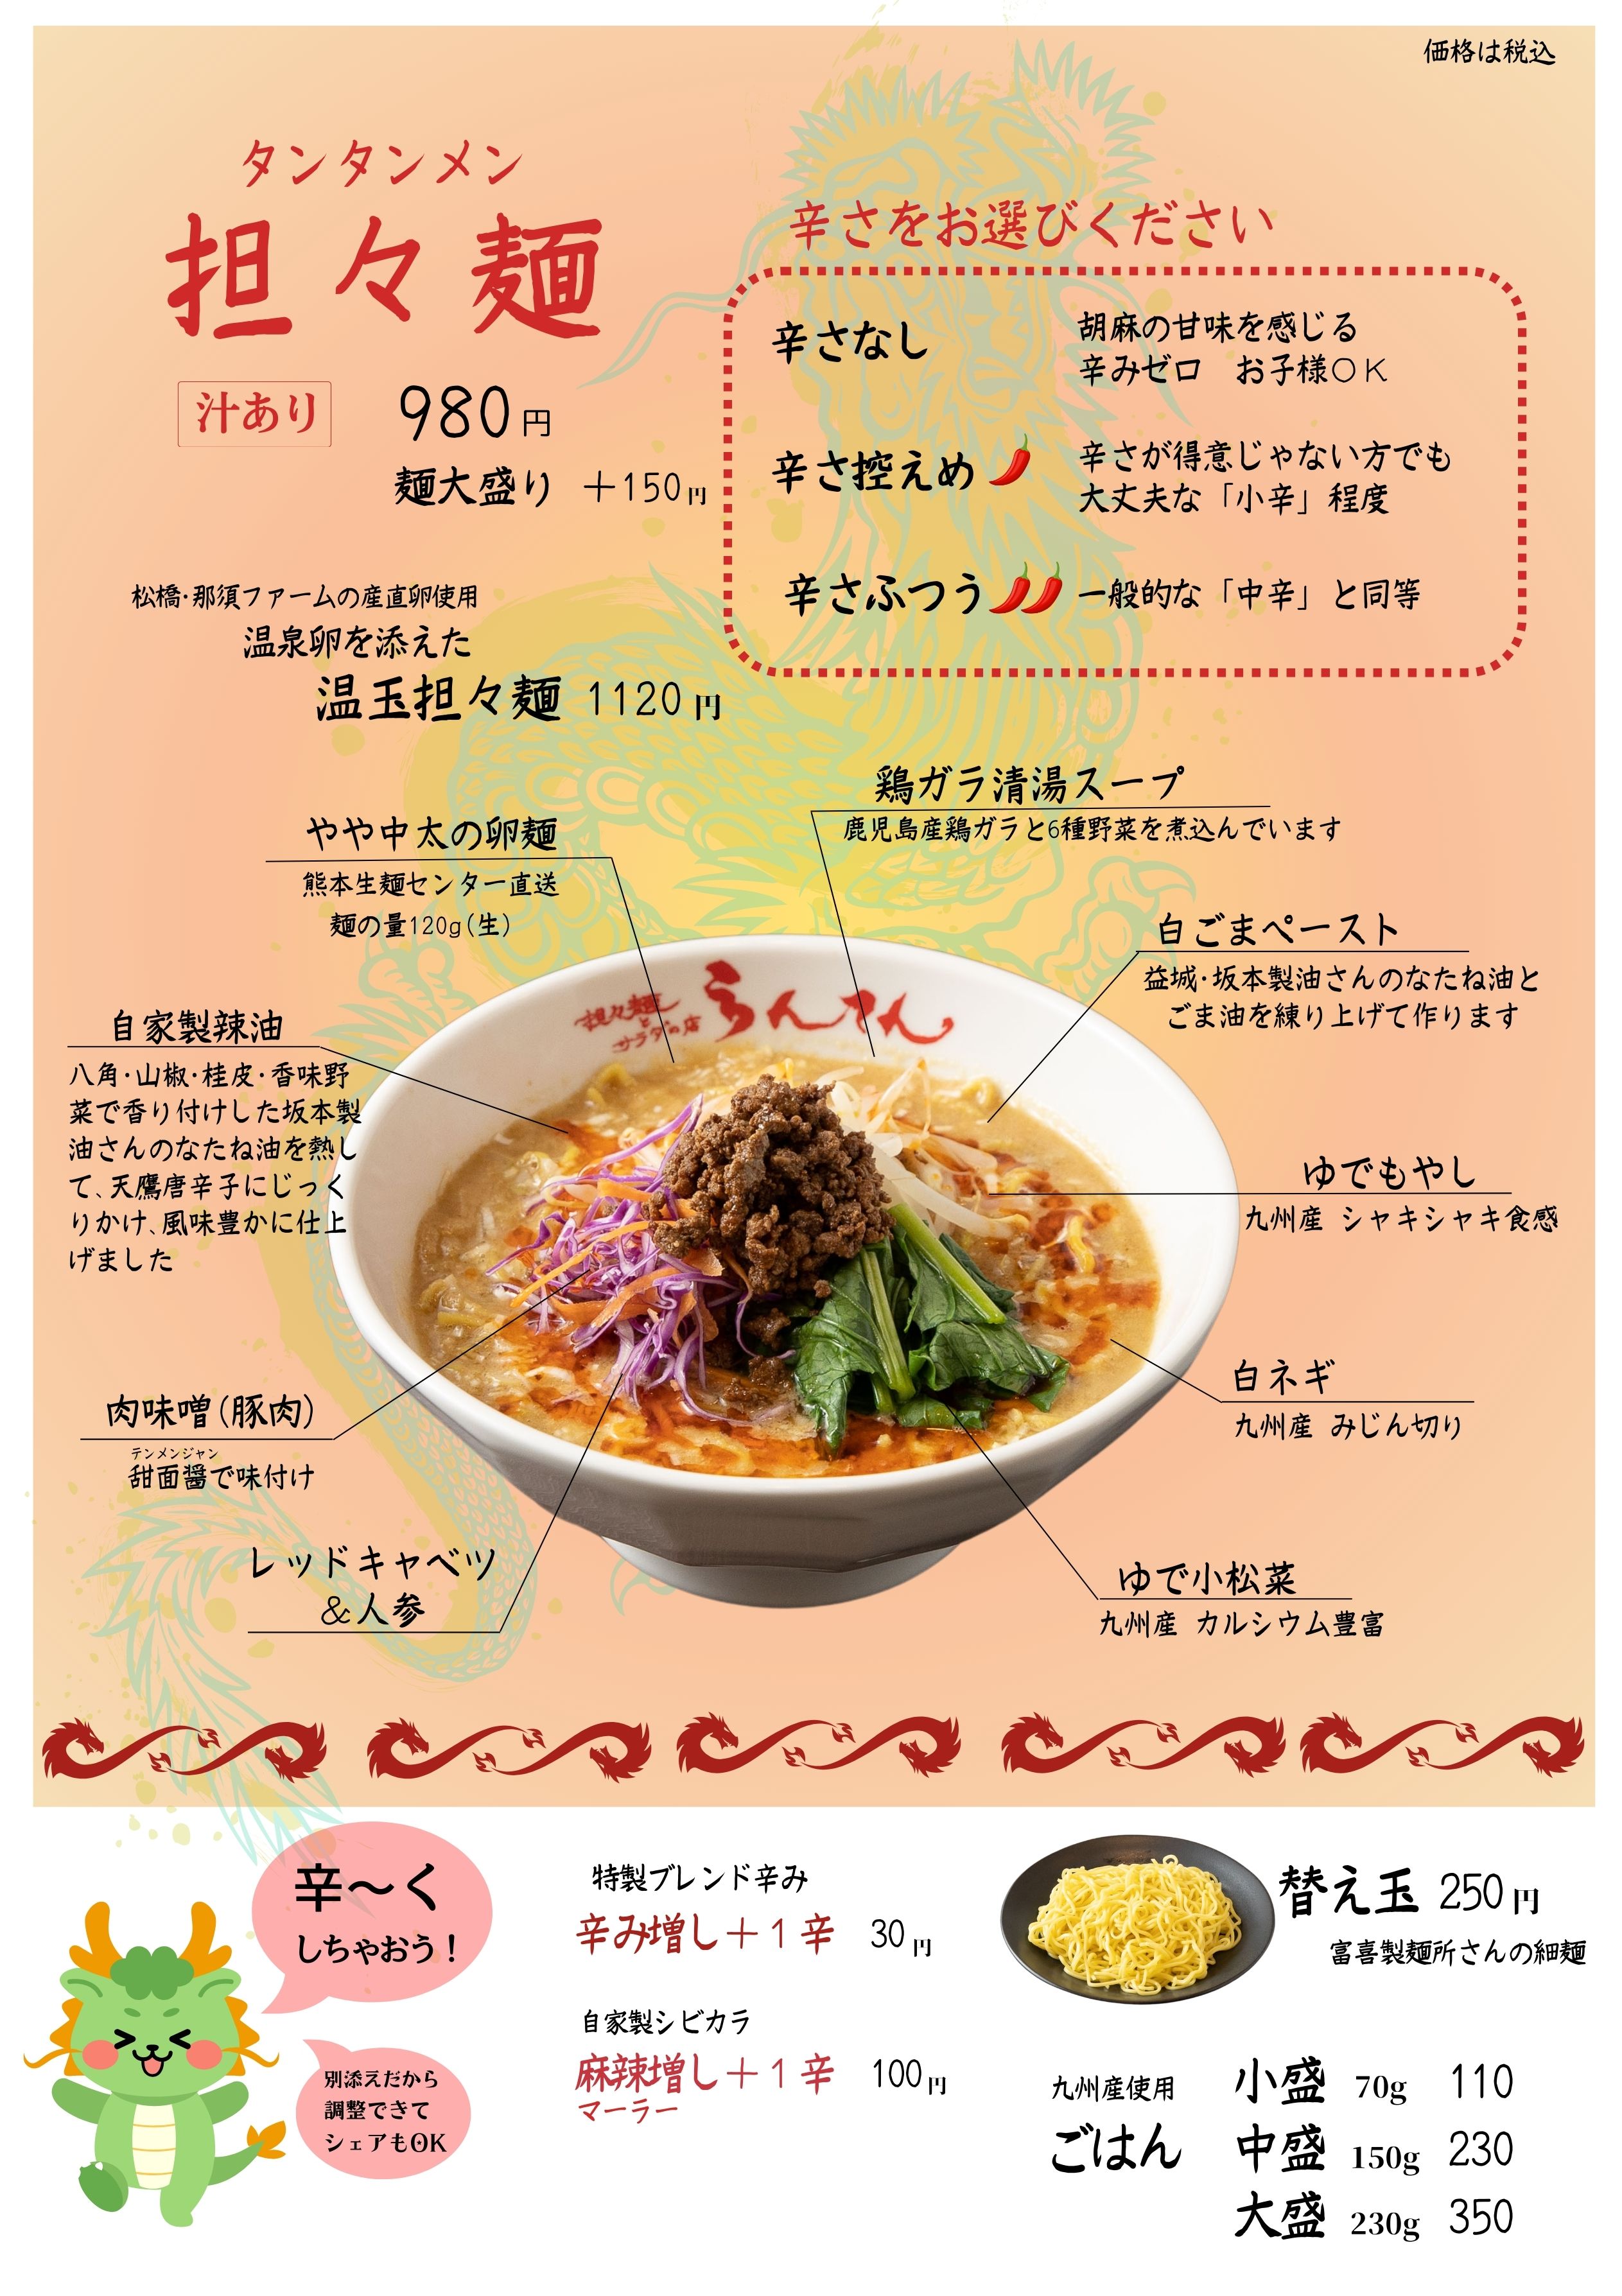 価格は税込
タンタンメン
担々麺
汁あり 980円
麺大盛り +150円
辛さをお選びください
辛さなし
胡麻の甘味を感じる
辛みゼロ お子様OK
辛さ控えめ
辛さが得意じゃない方でも
大丈夫な「小辛」程度
辛さふつう
一般的な「中辛」と同等
松橋・那須ファームの産直卵使用
温泉卵を添えた
温玉担々麺 1120円
鶏ガラ清湯スープ
鹿児島産鶏ガラと6種野菜を煮込んでいます
やや中太の卵麺
熊本生麺センター直送
麺の量120g(生)
白ごまペースト
益城・坂本製油さんのなたね油と
ごま油を練り上げて作ります
担々麺と
サラダの店
らんてん
自家製辣油
八角・山椒・桂皮・香味野
菜で香り付けした坂本製
油さんのなたね油を熱し
て、天鷹唐辛子にじっく
りかけ、風味豊かに仕上
げました
ゆでもやし
九州産 シャキシャキ食感
白ネギ
九州産 みじん切り
肉味噌(豚肉)
テンメンジャン
甜面醤で味付け
レッドキャベツ
&人参
ゆで小松菜
九州産 カルシウム豊富
辛〜く
しちゃおう！
別添えだから
調整できて
シェアもOK
特製ブレンド辛み
辛み増し+1辛 30円
自家製シビカラ
麻辣増し+1辛 100円
マーラー
替え玉 250円
富喜製麺所さんの細麺
九州産使用
ごはん
小盛 70g 110
中盛 150g 230
大盛 230g 350